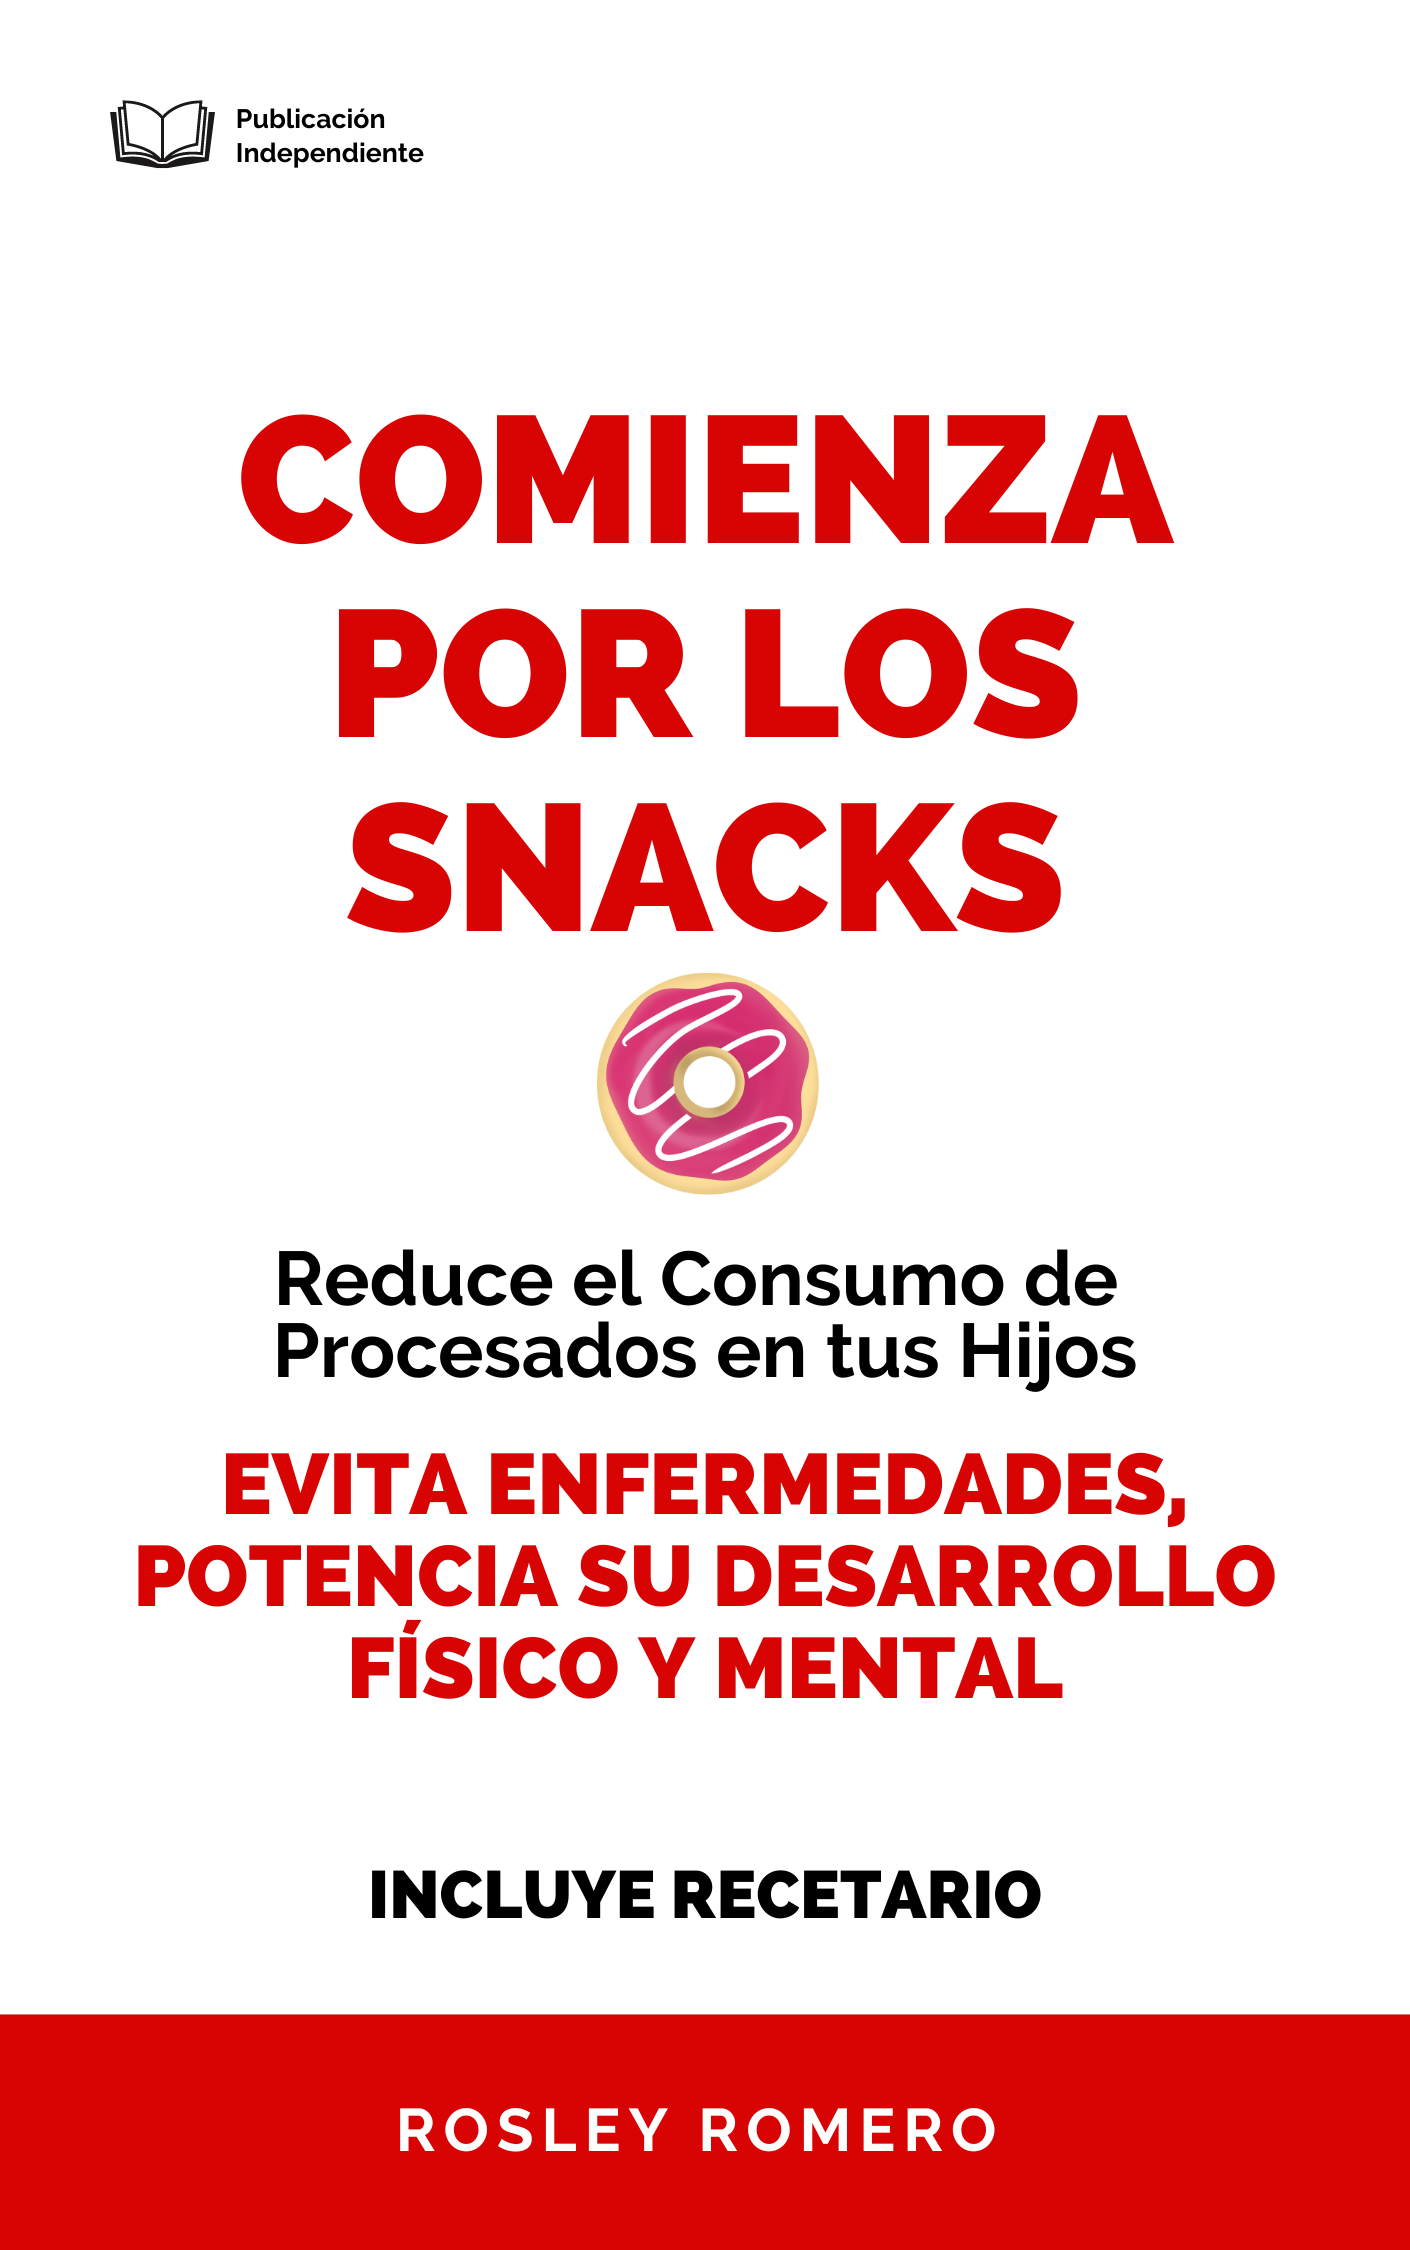 Publicación
Independiente
COMIENZA
POR LOS
SNACKS
Reduce el Consumo de
Procesados en tus Hijos
EVITA ENFERMEDADES,
POTENCIA SU DESARROLLO
FÍSICO Y MENTAL
INCLUYE RECETARIO
ROSLEY ROMERO